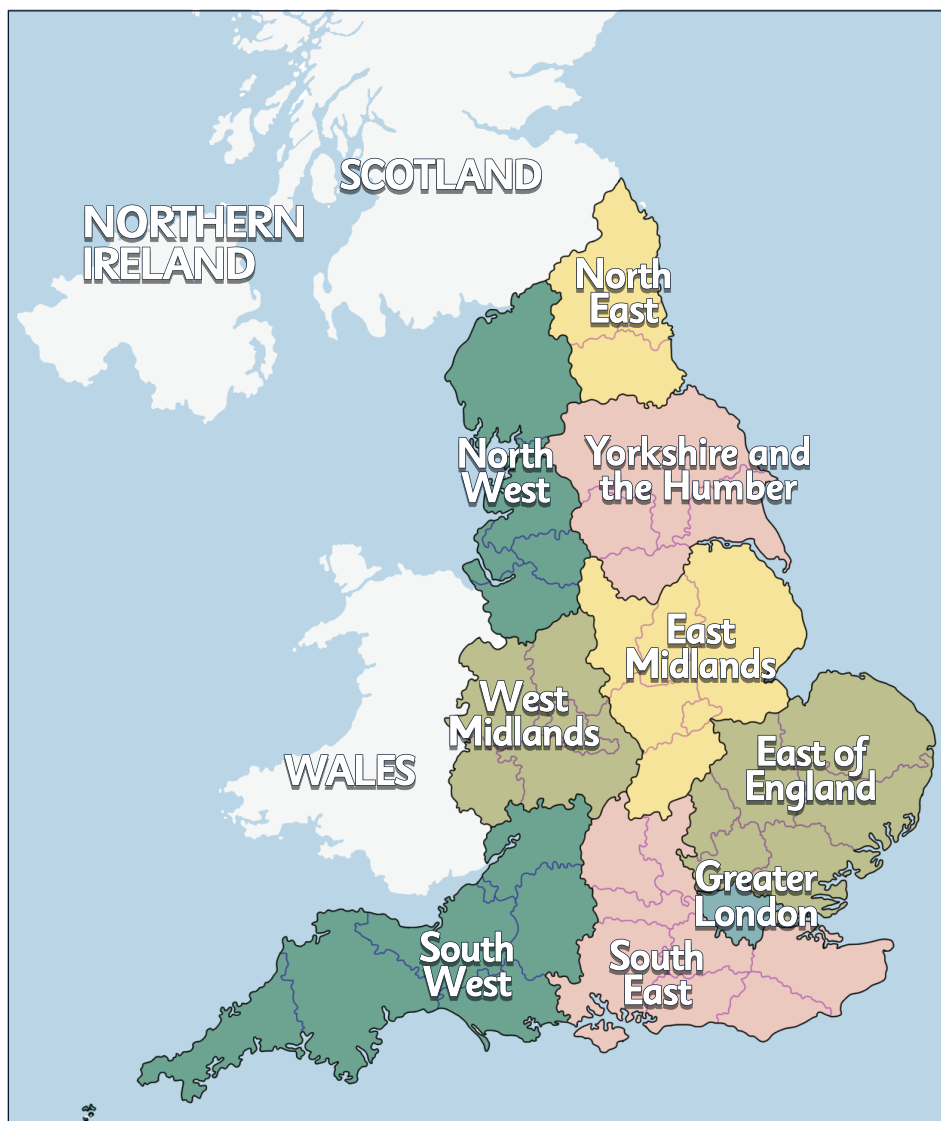 SCOTLAND
NORTHERN
IRELAND
North
East
North
West
Yorkshire and
the Humber
East
Midlands
West
Midlands
WALES
East of
England
Greater
London
South
West
South
East